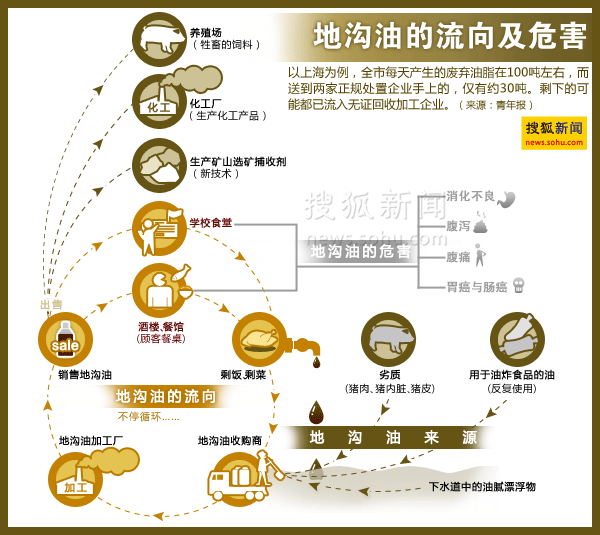 地沟油的流向及危害
以上海为例，全市每天产生的废弃油脂在100吨左右，而
送到两家正规处置企业手上的，仅有约30吨。剩下的可
能都已流入无证回收加工企业。（来源：青年报）
搜狐新闻
news.sohu.com
养殖场
（牲畜的饲料）
化工
化工厂
（生产化工产品）
生产矿山选矿捕收剂
（新技术）
搜狐新闻
news.sohu.com
学校食堂
地沟油的危害
消化不良
腹泻
腹痛
胃癌与肠癌
出售
酒楼、餐馆
（顾客餐桌）
sale
销售地沟油
剩饭、剩菜
劣质
（猪肉、猪内脏、猪皮）
用于油炸食品的油
（反复使用）
地沟油的流向
不停循环……
地沟油来源
地沟油加工厂
地沟油收购商
加工
下水道中的油腻漂浮物